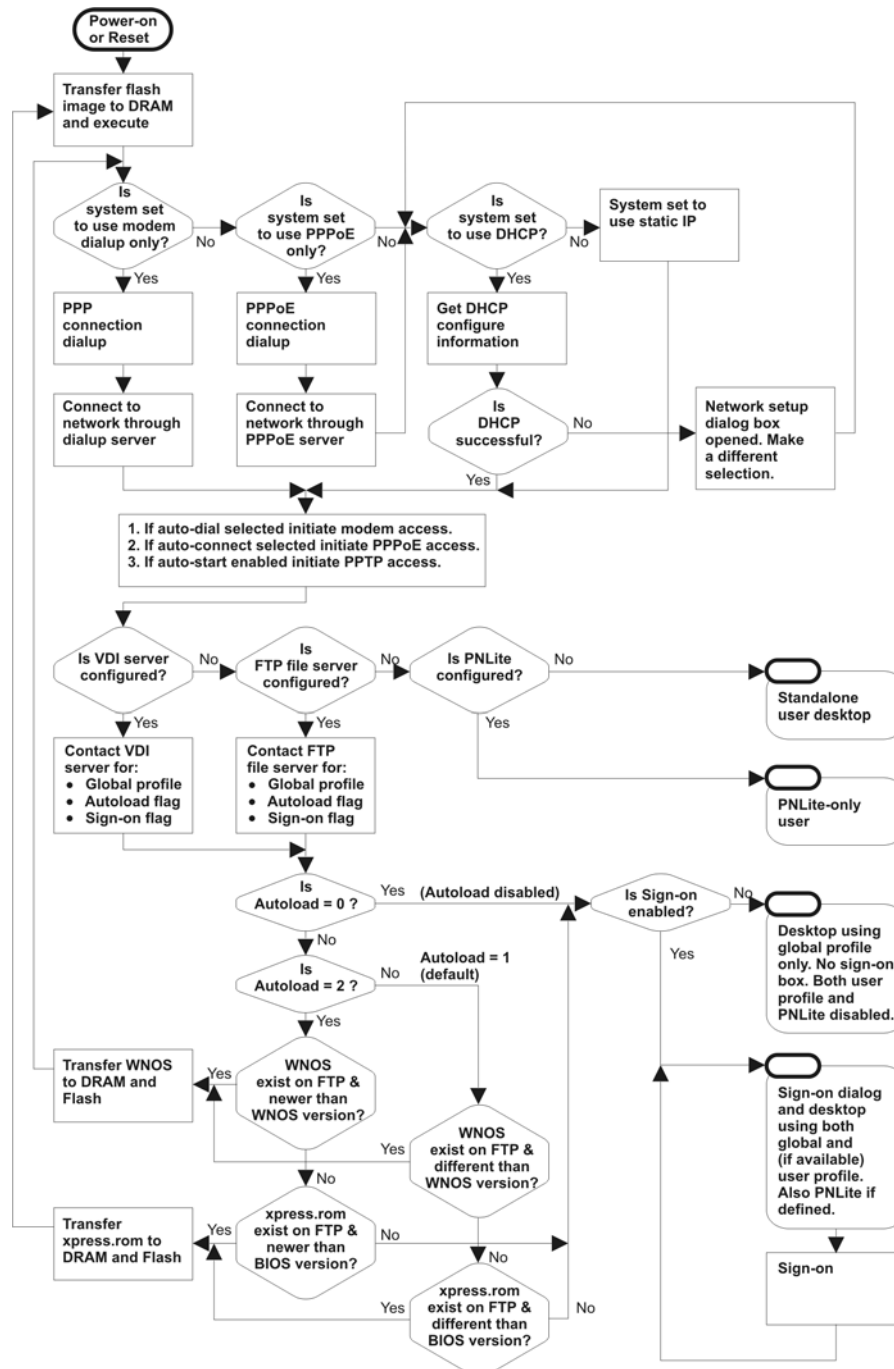 Power-on
or Reset
Transfer flash
image to DRAM
and execute
Is
system set
to use modem
dialup only?
No
Is
system set
to use PPPoE
only?
No
Is
system set
to use DHCP?
No
System set to
use static IP
Yes
Yes
Yes
PPP
connection
dialup
PPPoE
connection
dialup
Get DHCP
configure
information
Connect to
network through
dialup server
Connect to
network through
PPPoE server
Is
DHCP
successful?
No
Network setup
dialog box
opened. Make
a different
selection.
Yes
1. If auto-dial selected initiate modem access.
2. If auto-connect selected initiate PPPoE access.
3. If auto-start enabled initiate PPTP access.
Is VDI server
configured?
No
Is
FTP file server
configured?
No
Is PNLite
configured?
No
Standalone
user desktop
Yes
Yes
Yes
Contact VDI
server for:
● Global profile
● Autoload flag
● Sign-on flag
Contact FTP
file server for:
● Global profile
● Autoload flag
● Sign-on flag
PNLite-only
user
Is
Autoload = 0 ?
Yes
(Autoload disabled)
Is Sign-on
enabled?
No
Desktop using
global profile
only. No sign-on
box. Both user
profile and
PNLite disabled.
No
Yes
Is
Autoload = 2 ?
No
Autoload = 1
(default)
Yes
Transfer WNOS
to DRAM and
Flash
Yes
WNOS
exist on FTP &
newer than
WNOS version?
Sign-on dialog
and desktop
using both
global and
(if available)
user profile.
Also PNLite if
defined.
Yes
WNOS
exist on FTP &
different than
WNOS version?
No
Transfer
xpress.rom to
DRAM and Flash
Yes
xpress.rom
exist on FTP &
newer than
BIOS version?
No
No
Sign-on
Yes
xpress.rom
exist on FTP &
different than
BIOS version?
No